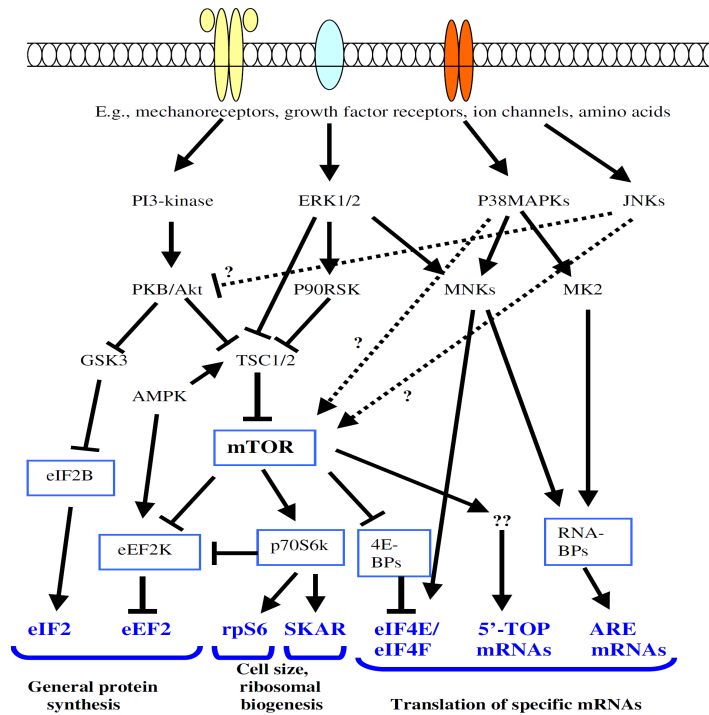 E.g., mechanoreceptors, growth factor receptors, ion channels, amino acids
PI3-kinase ERK1/2 P38MAPKs JNKs
?
PKB/Akt P90RSK MNKs MK2
?
GSK3 TSC1/2
AMPK ?
mTOR
eIF2B
??
eEF2K p70S6k 4E-
BPs
RNA-
BPs
eIF2 eEF2 rpS6 SKAR eIF4E/
eIF4F
5’-TOP
mRNAs
ARE
mRNAs
General protein
synthesis
Cell size,
ribosomal
biogenesis
Translation of specific mRNAs